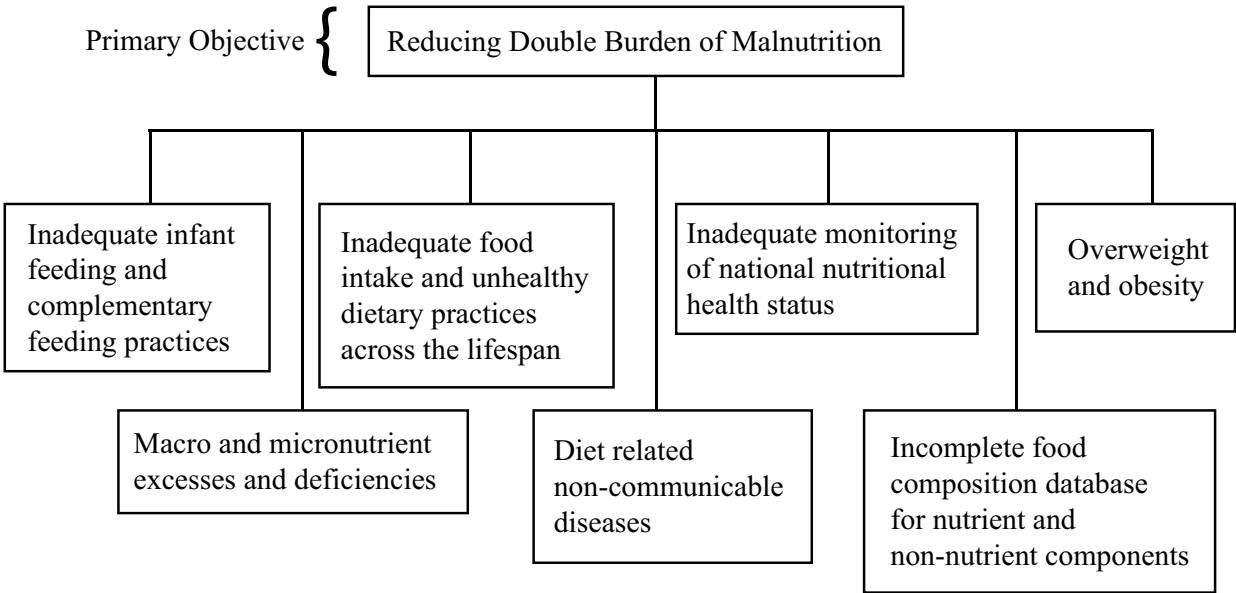 Primary Objective {
Reducing Double Burden of Malnutrition
Inadequate infant
feeding and
complementary
feeding practices
Inadequate food
intake and unhealthy
dietary practices
across the lifespan
Inadequate monitoring
of national nutritional
health status
Overweight
and obesity
Macro and micronutrient
excesses and deficiencies
Diet related
non-communicable
diseases
Incomplete food
composition database
for nutrient and
non-nutrient components